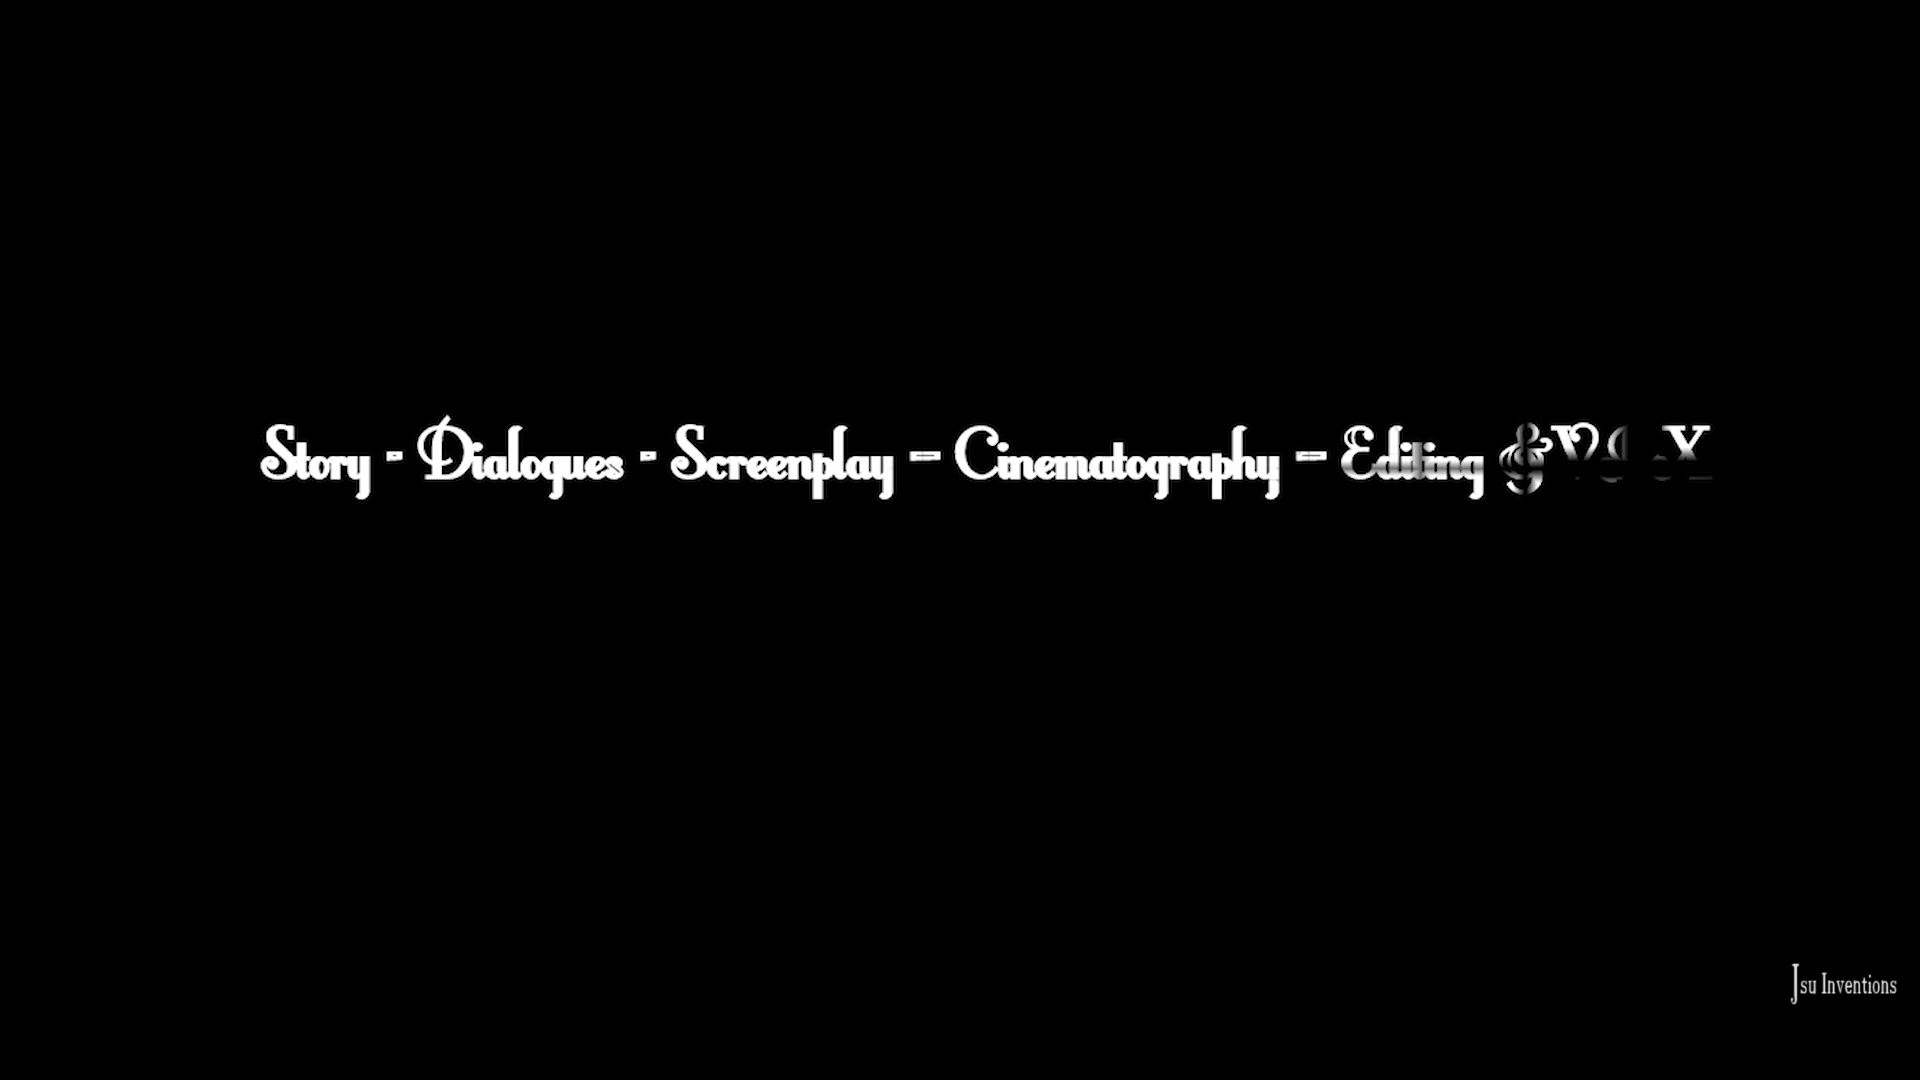 Story - Dialogues - Screenplay – Cinematography – Editing &
Jsu Inventions